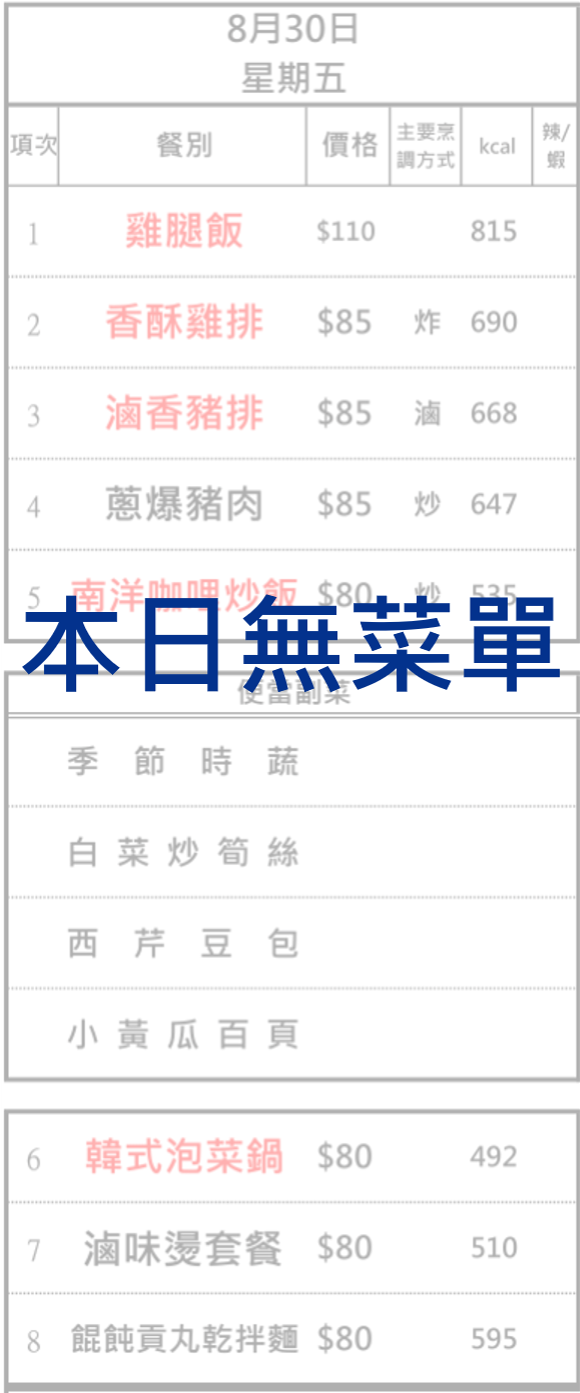 8月30日
星期五
項次 餐別 價格 主要烹調方式 kcal 辣/蝦
1 雞腿飯 $110 815
2 香酥雞排 $85 炸 690
3 滷香豬排 $85 滷 668
4 蔥爆豬肉 $85 炒 647
5 南洋咖哩炒飯 $80 炒 535
本日無菜單
便當副菜
季節時蔬
白菜炒筍絲
西芹豆包
小黃瓜百頁
6 韓式泡菜鍋 $80 492
7 滷味燙套餐 $80 510
8 餛飩貢丸乾拌麵 $80 595